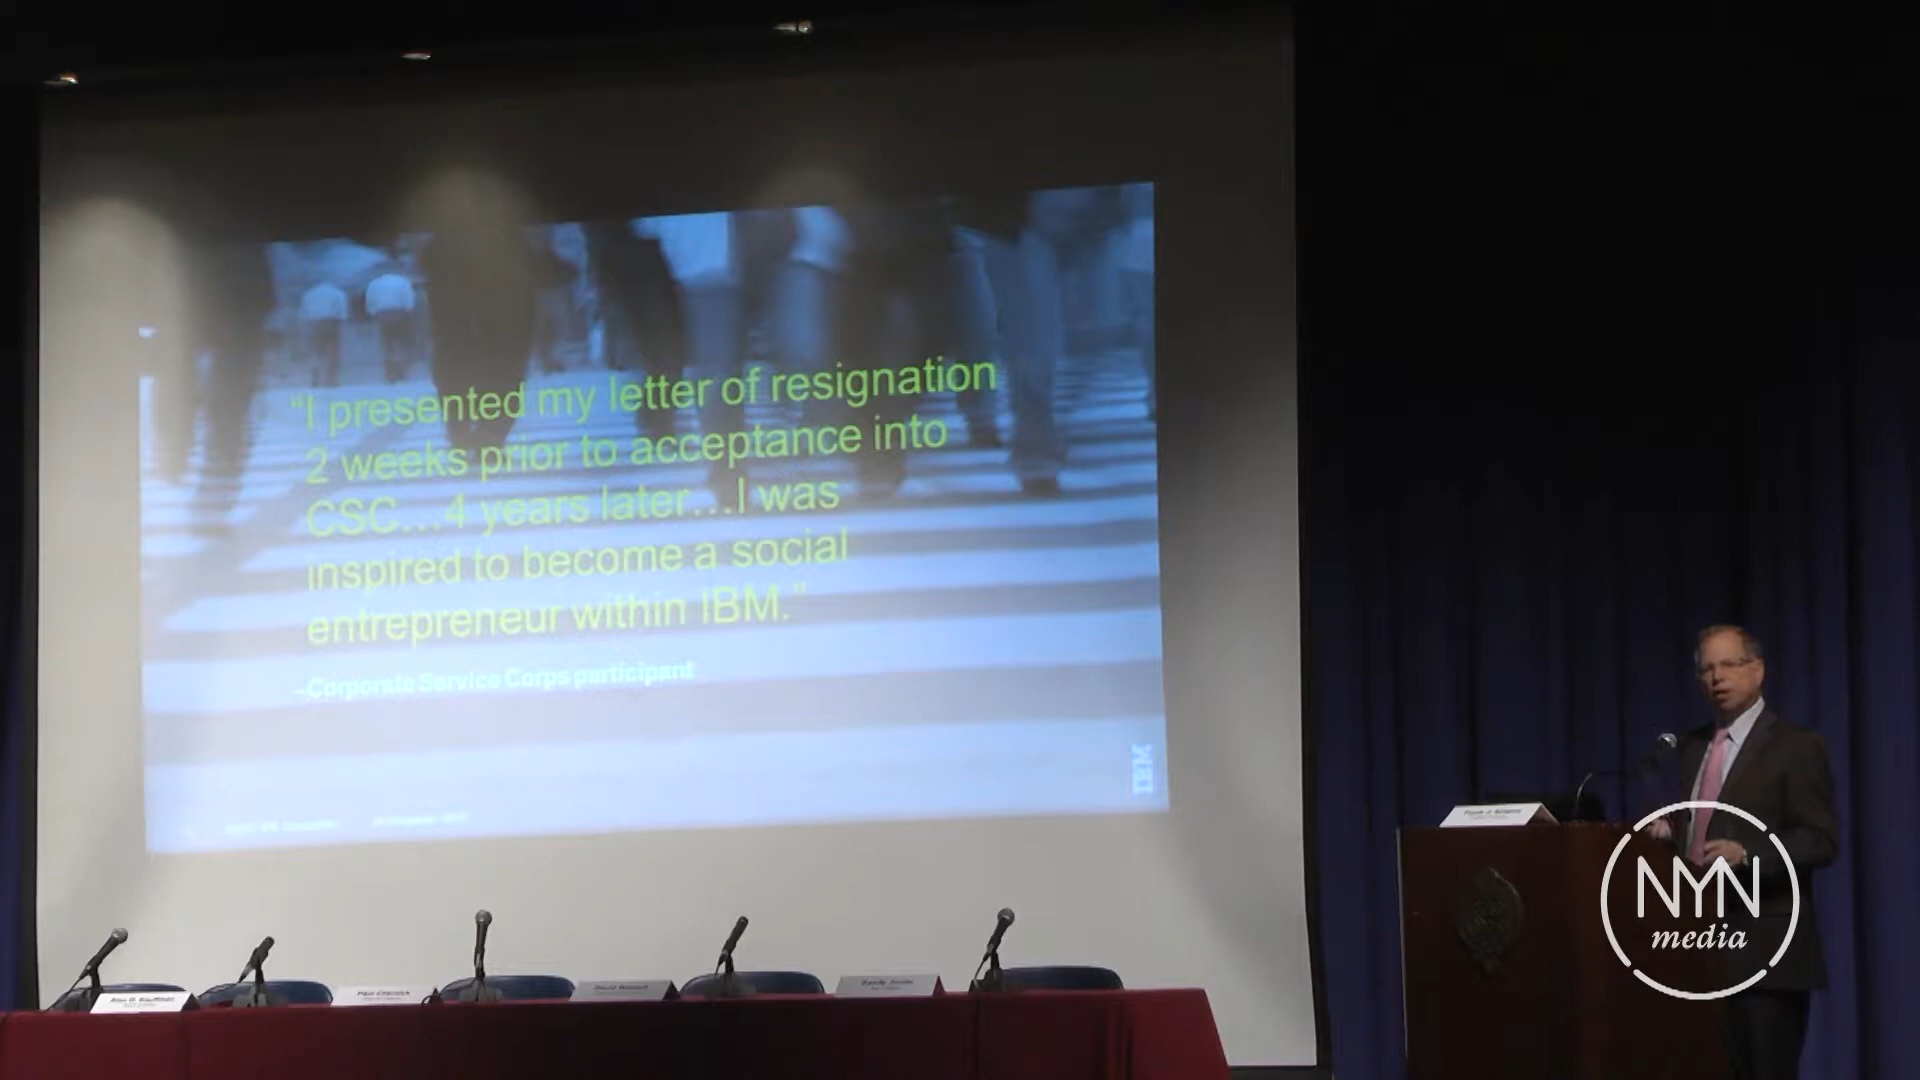 “I presented my letter of resignation
2 weeks prior to acceptance into
CSC...4 years later...I was
inspired to become a social
entrepreneur within IBM.”
–Corporate Service Corps participant
IBM
NYN
media